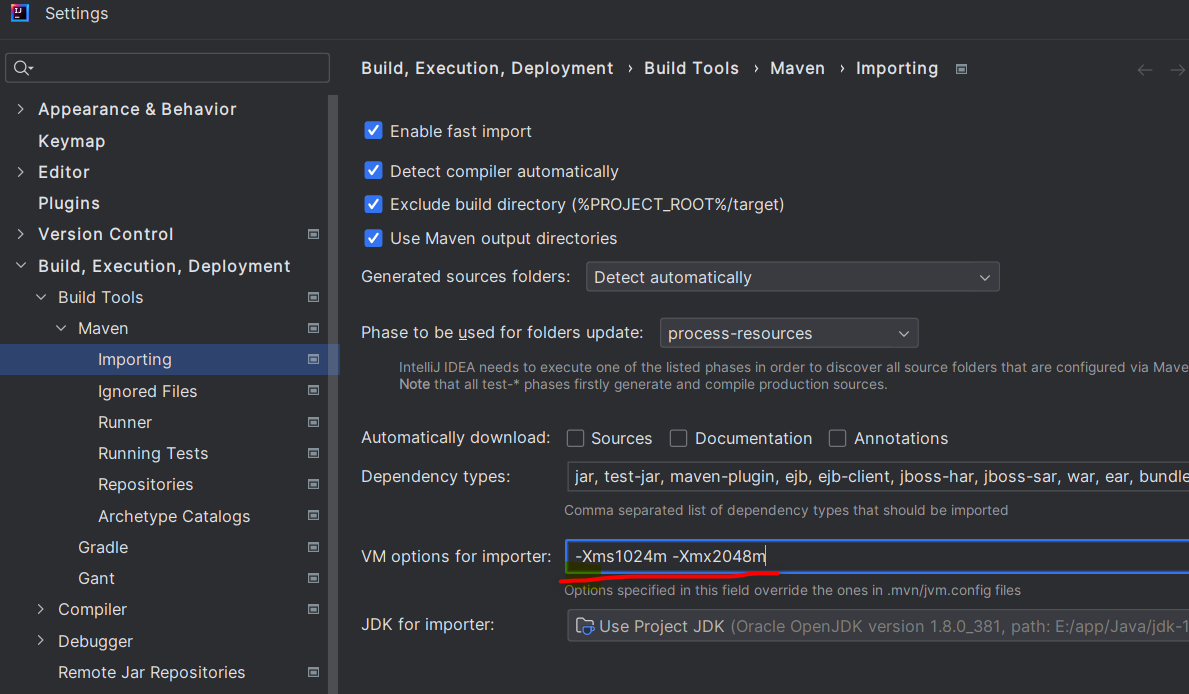 Settings
Build, Execution, Deployment › Build Tools › Maven › Importing
Appearance & Behavior
Keymap
Editor
Plugins
Version Control
Build, Execution, Deployment
Build Tools
Maven
Importing
Ignored Files
Runner
Running Tests
Repositories
Archetype Catalogs
Gradle
Gant
Compiler
Debugger
Remote Jar Repositories
Enable fast import
Detect compiler automatically
Exclude build directory (%PROJECT_ROOT%/target)
Use Maven output directories
Generated sources folders: Detect automatically
Phase to be used for folders update: process-resources
IntelliJ IDEA needs to execute one of the listed phases in order to discover all source folders that are configured via Mave
Note that all test-* phases firstly generate and compile production sources.
Automatically download: Sources Documentation Annotations
Dependency types: jar, test-jar, maven-plugin, ejb, ejb-client, jboss-har, jboss-sar, war, ear, bundle
Comma separated list of dependency types that should be imported
VM options for importer: -Xms1024m -Xmx2048m
Options specified in this field override the ones in .mvn/jvm.config files
JDK for importer: Use Project JDK (Oracle OpenJDK version 1.8.0_381, path: E:/app/Java/jdk-1